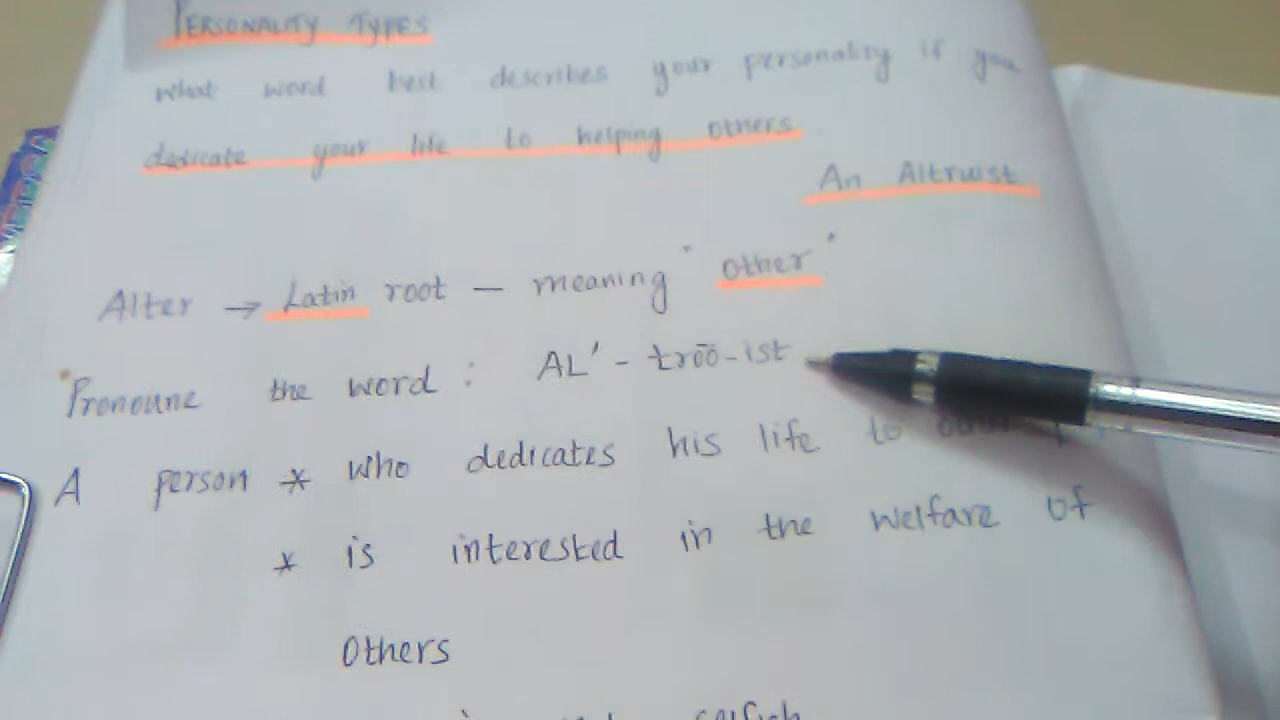 PERSONALITY TYPES
what word best describes your personality if you
dedicate your life to helping others
An Altruist
Alter → Latin root — meaning "other"
Pronoune the word : AL' - trōō-ist
A person * who dedicates his life to
* is interested in the welfare of
others
selfish